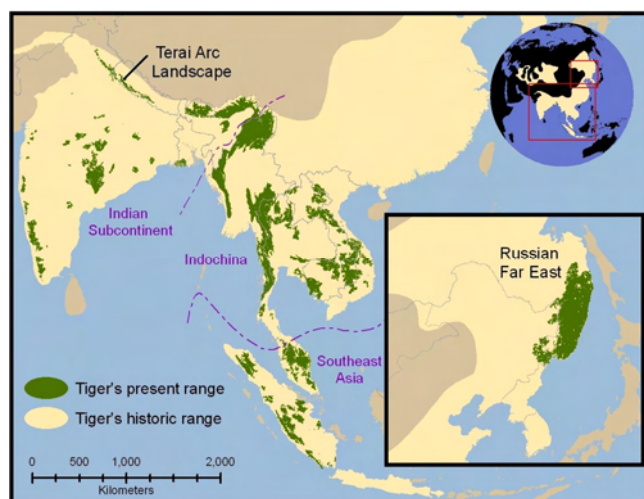 Terai Arc
Landscape
Indian
Subcontinent
Indochina
Russian
Far East
Southeast
Asia
Tiger's present range
Tiger's historic range
0 500 1,000 2,000
Kilometers